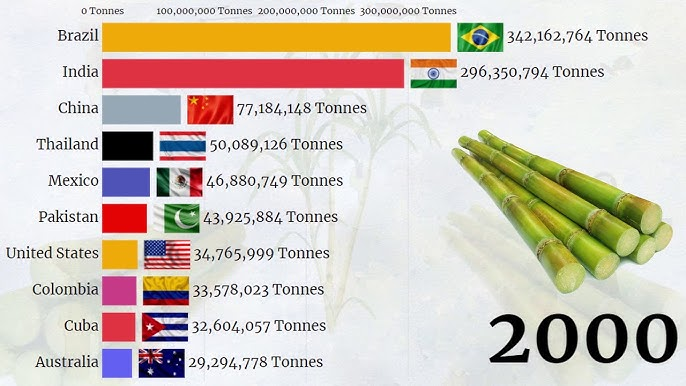 0 Tonnes 100,000,000 Tonnes 200,000,000 Tonnes 300,000,000 Tonnes
Brazil 342,162,764 Tonnes
India 296,350,794 Tonnes
China 77,184,148 Tonnes
Thailand 50,089,126 Tonnes
Mexico 46,880,749 Tonnes
Pakistan 43,925,884 Tonnes
United States 34,765,999 Tonnes
Colombia 33,578,023 Tonnes
Cuba 32,604,057 Tonnes
Australia 29,294,778 Tonnes
2000